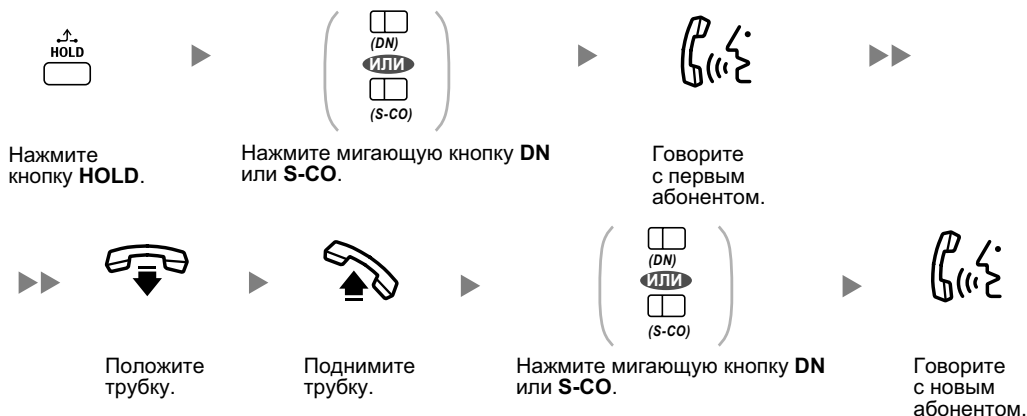 HOLD
(DN)
ИЛИ
(S-CO)
Нажмите
кнопку HOLD.
Нажмите мигающую кнопку DN
или S-CO.
Говорите
с первым
абонентом.
(DN)
ИЛИ
(S-CO)
Положите
трубку.
Поднимите
трубку.
Нажмите мигающую кнопку DN
или S-CO.
Говорите
с новым
абонентом.